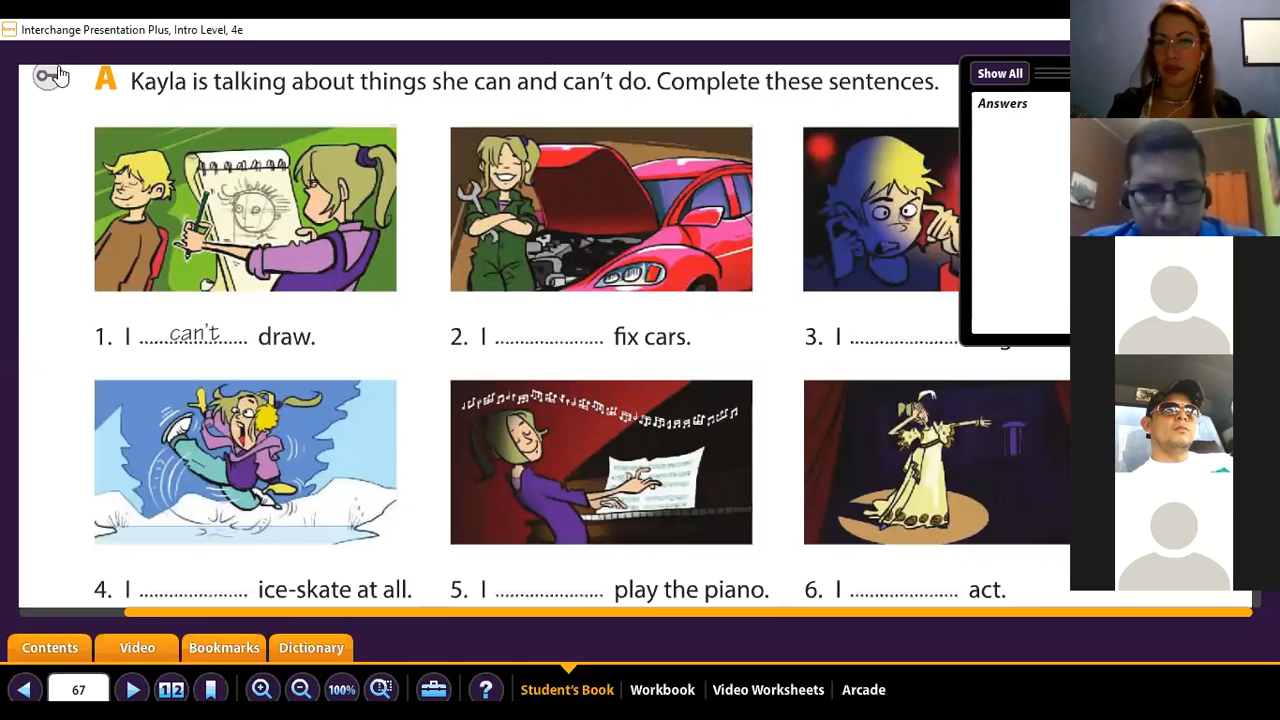 Interchange Presentation Plus, Intro Level, 4e
A Kayla is talking about things she can and can't do. Complete these sentences.
Show All
Answers
1. I ....can't.... draw.
2. I .................... fix cars.
3. I ....................
4. I .................... ice-skate at all.
5. I .................... play the piano.
6. I .................... act.
Contents
Video
Bookmarks
Dictionary
67
12
100%
?
Student's Book
Workbook
Video Worksheets
Arcade